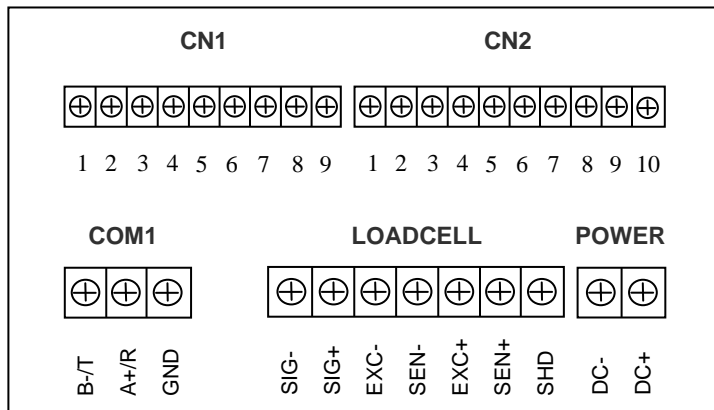 CN1 CN2
1 2 3 4 5 6 7 8 9 1 2 3 4 5 6 7 8 9 10
COM1 LOADCELL POWER
B-/T A+/R GND SIG- SIG+ EXC- SEN- EXC+ SEN+ SHD DC- DC+